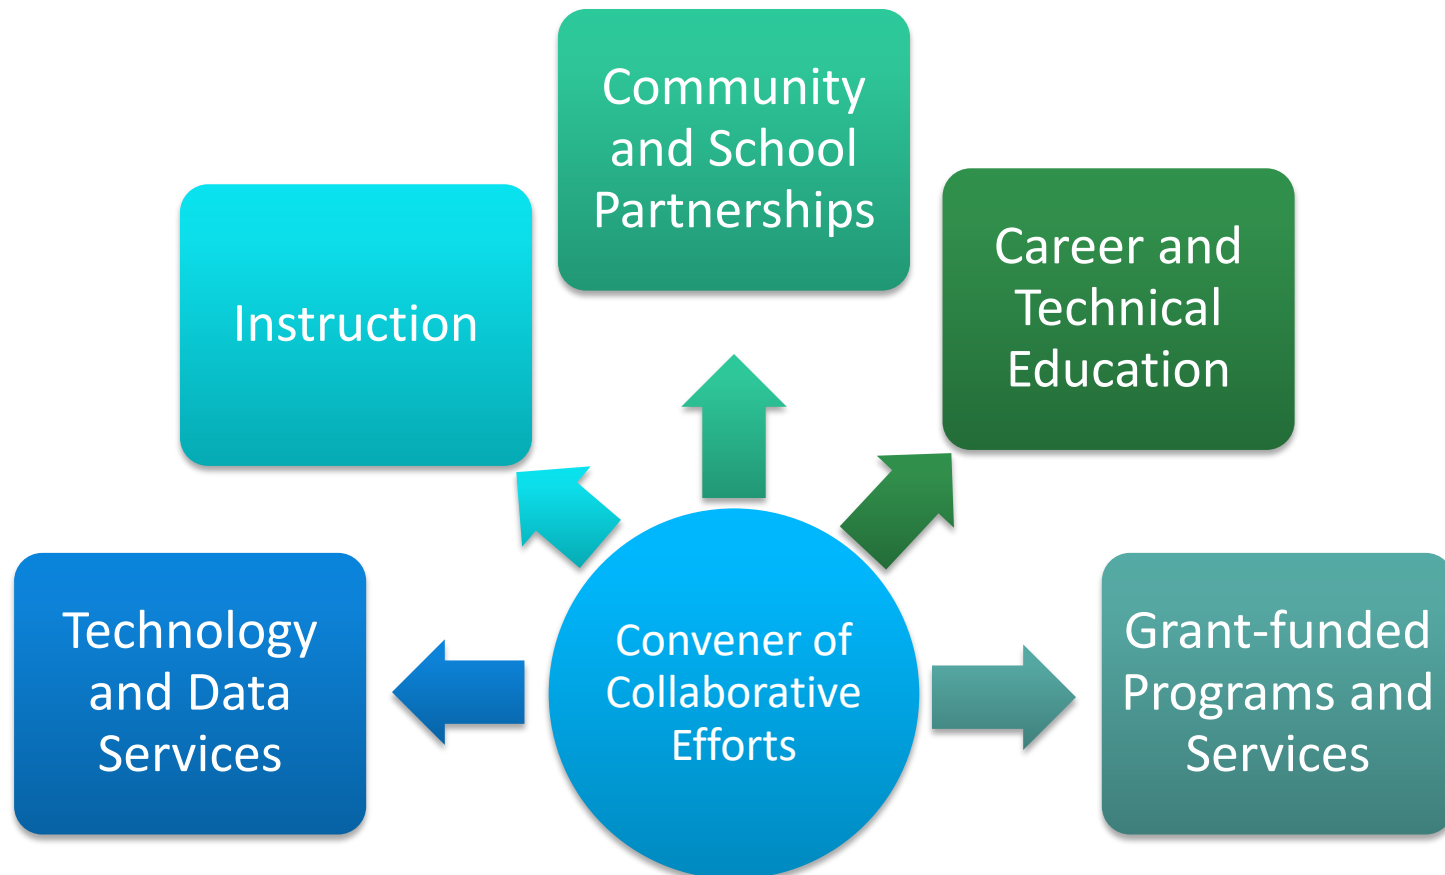 Community
and School
Partnerships
Instruction
Career and
Technical
Education
Technology
and Data
Services
Convener of
Collaborative
Efforts
Grant-funded
Programs and
Services